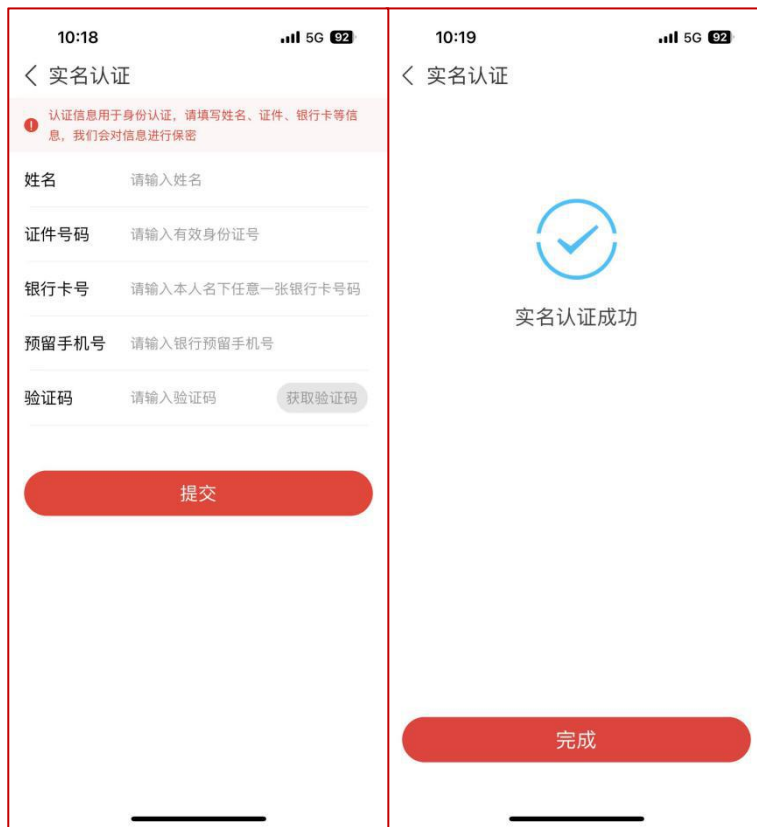 10:18
5G 92
实名认证
认证信息用于身份认证，请填写姓名、证件、银行卡等信
息，我们会对信息进行保密
姓名 请输入姓名
证件号码 请输入有效身份证号
银行卡号 请输入本人名下任意一张银行卡号码
预留手机号 请输入银行预留手机号
验证码 请输入验证码 获取验证码
提交
10:19
5G 92
实名认证
实名认证成功
完成